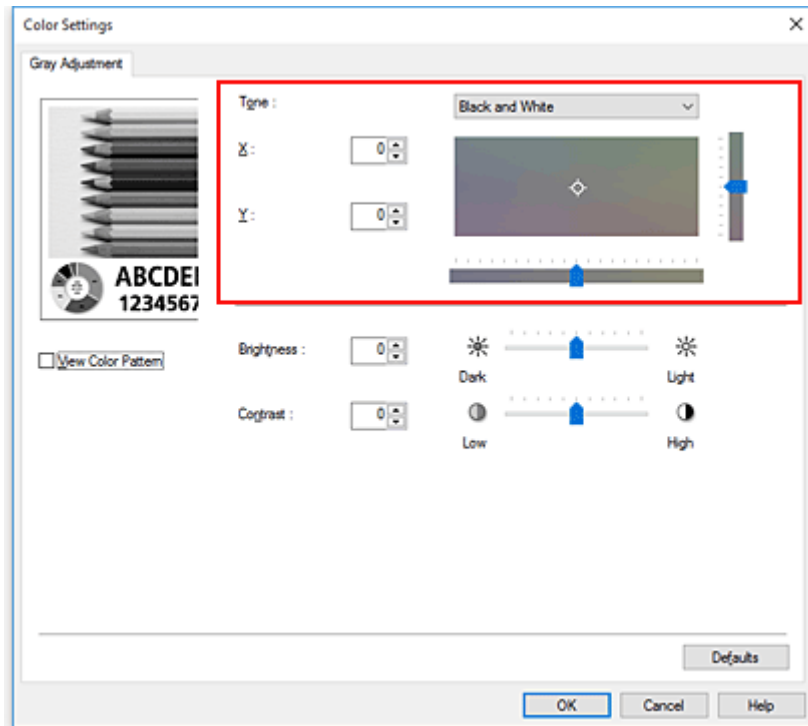 Color Settings
Gray Adjustment
Tone :
Black and White
X :
0
Y :
0
ABCDE
1234567
View Color Pattern
Brightness :
0
Dark
Light
Contrast :
0
Low
High
Defaults
OK
Cancel
Help